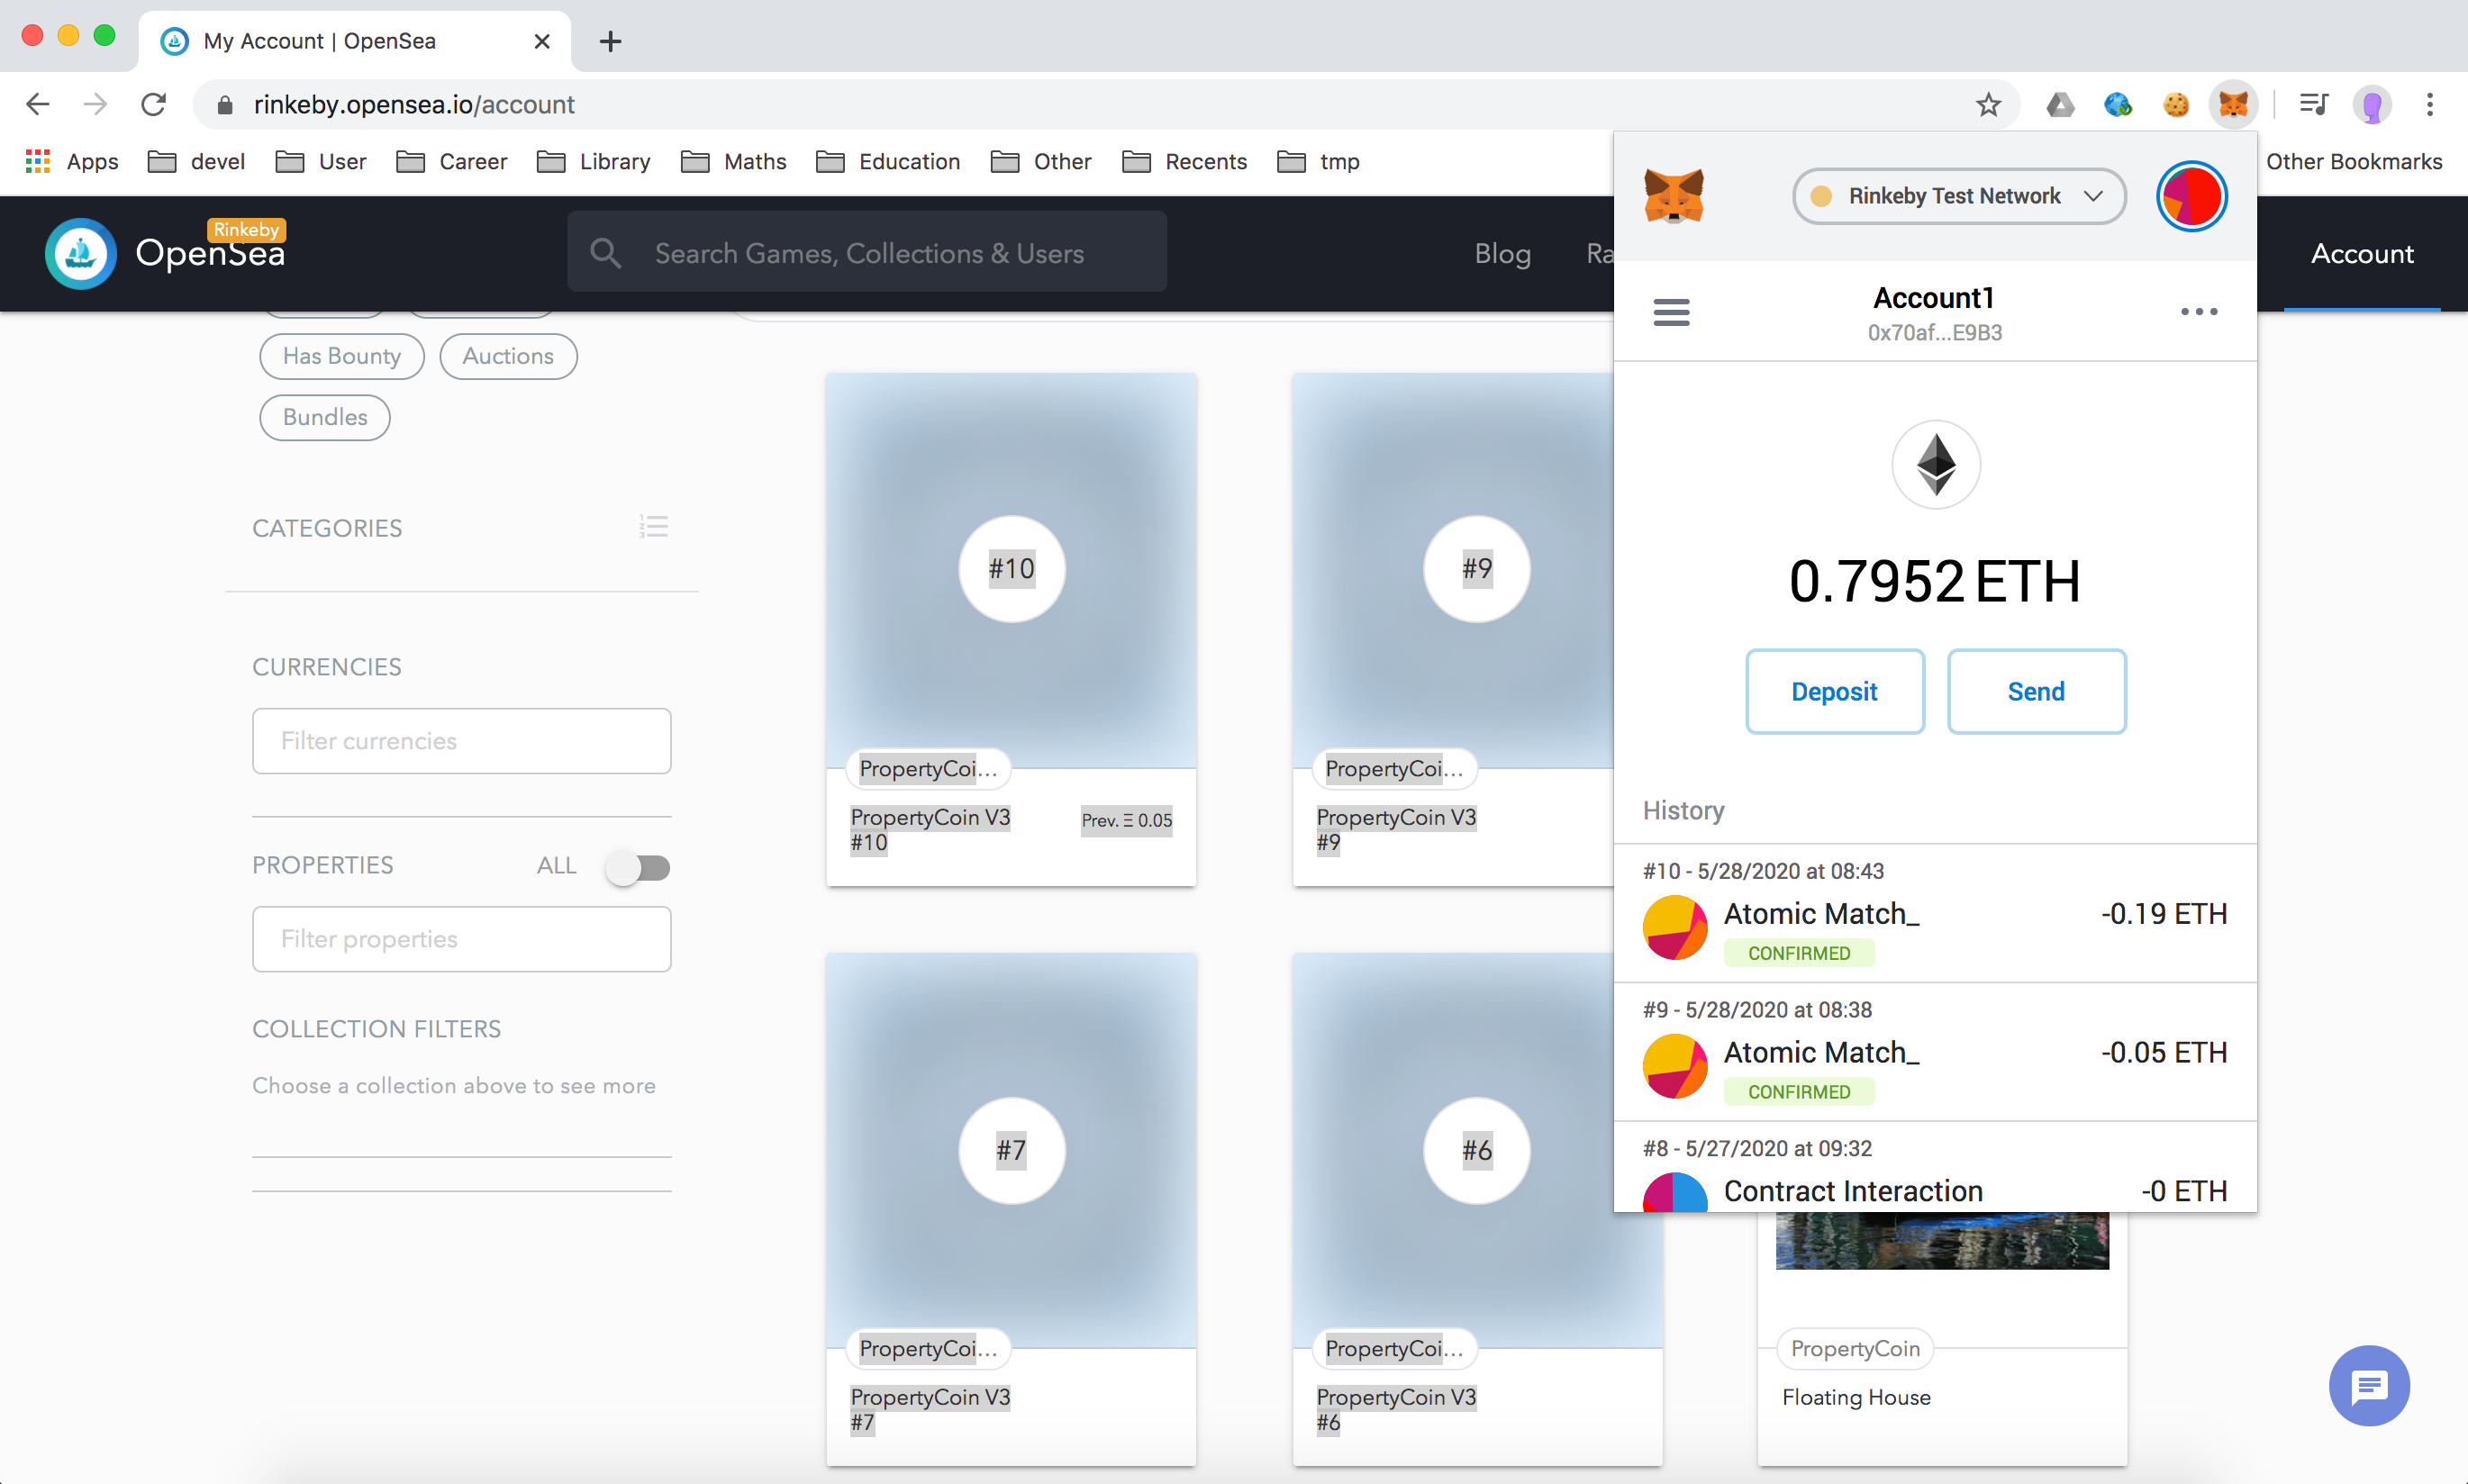 My Account | OpenSea
rinkeby.opensea.io/account
Apps devel User Career Library Maths Education Other Recents tmp Other Bookmarks
Rinkeby
OpenSea
Search Games, Collections & Users
Blog
Ra
Account
Has Bounty
Auctions
Bundles
CATEGORIES
CURRENCIES
Filter currencies
PROPERTIES
ALL
Filter properties
COLLECTION FILTERS
Choose a collection above to see more
#10
PropertyCoi...
PropertyCoin V3
#10
Prev. Ξ 0.05
#9
PropertyCoi...
PropertyCoin V3
#9
#7
PropertyCoi...
PropertyCoin V3
#7
#6
PropertyCoi...
PropertyCoin V3
#6
PropertyCoin
Floating House
Rinkeby Test Network
Account1
0x70af...E9B3
0.7952 ETH
Deposit
Send
History
#10 - 5/28/2020 at 08:43
Atomic Match_
-0.19 ETH
CONFIRMED
#9 - 5/28/2020 at 08:38
Atomic Match_
-0.05 ETH
CONFIRMED
#8 - 5/27/2020 at 09:32
Contract Interaction
-0 ETH